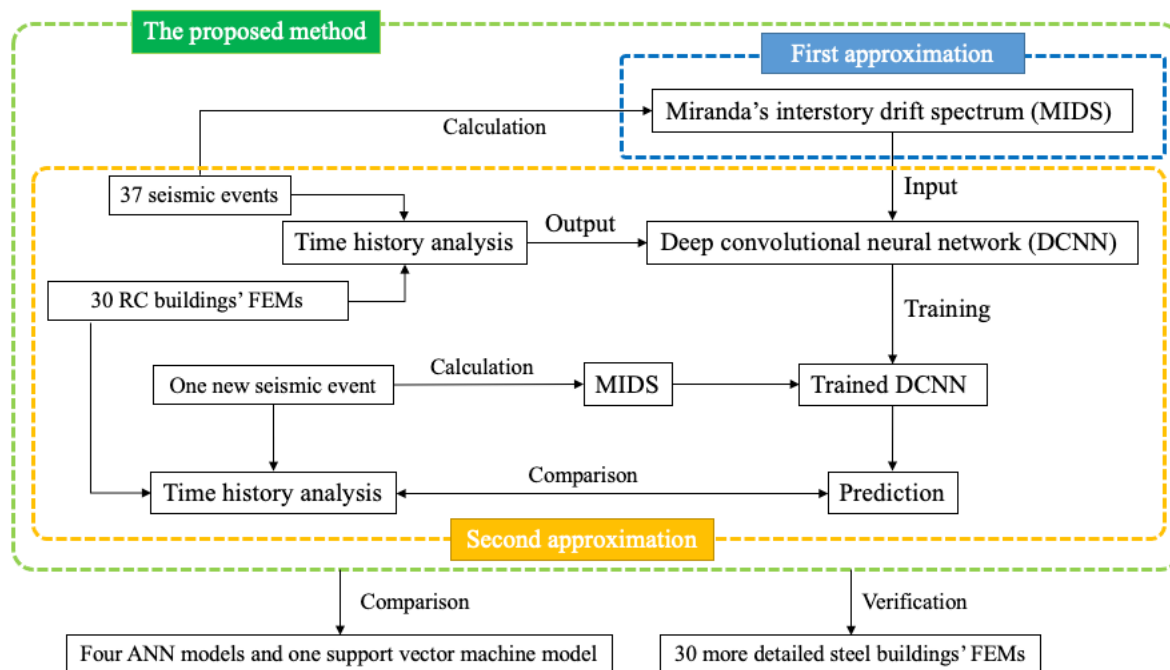 The proposed method
First approximation
Miranda’s interstory drift spectrum (MIDS)
Calculation
37 seismic events
Input
Output
Time history analysis
Deep convolutional neural network (DCNN)
30 RC buildings’ FEMs
Training
One new seismic event
Calculation
MIDS
Trained DCNN
Comparison
Time history analysis
Prediction
Second approximation
Comparison
Verification
Four ANN models and one support vector machine model
30 more detailed steel buildings’ FEMs